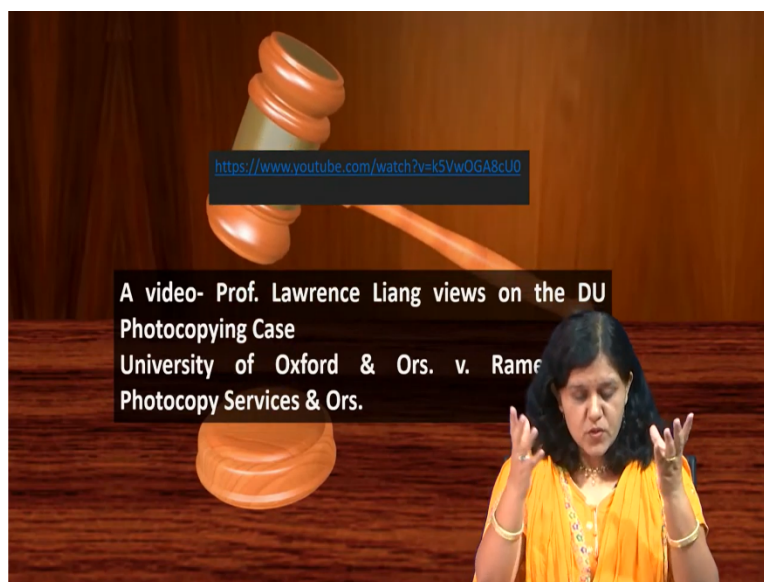 https://www.youtube.com/watch?v=k5VwOGA8cU0
A video- Prof. Lawrence Liang views on the DU
Photocopying Case
University of Oxford & Ors. v. Rame
Photocopy Services & Ors.